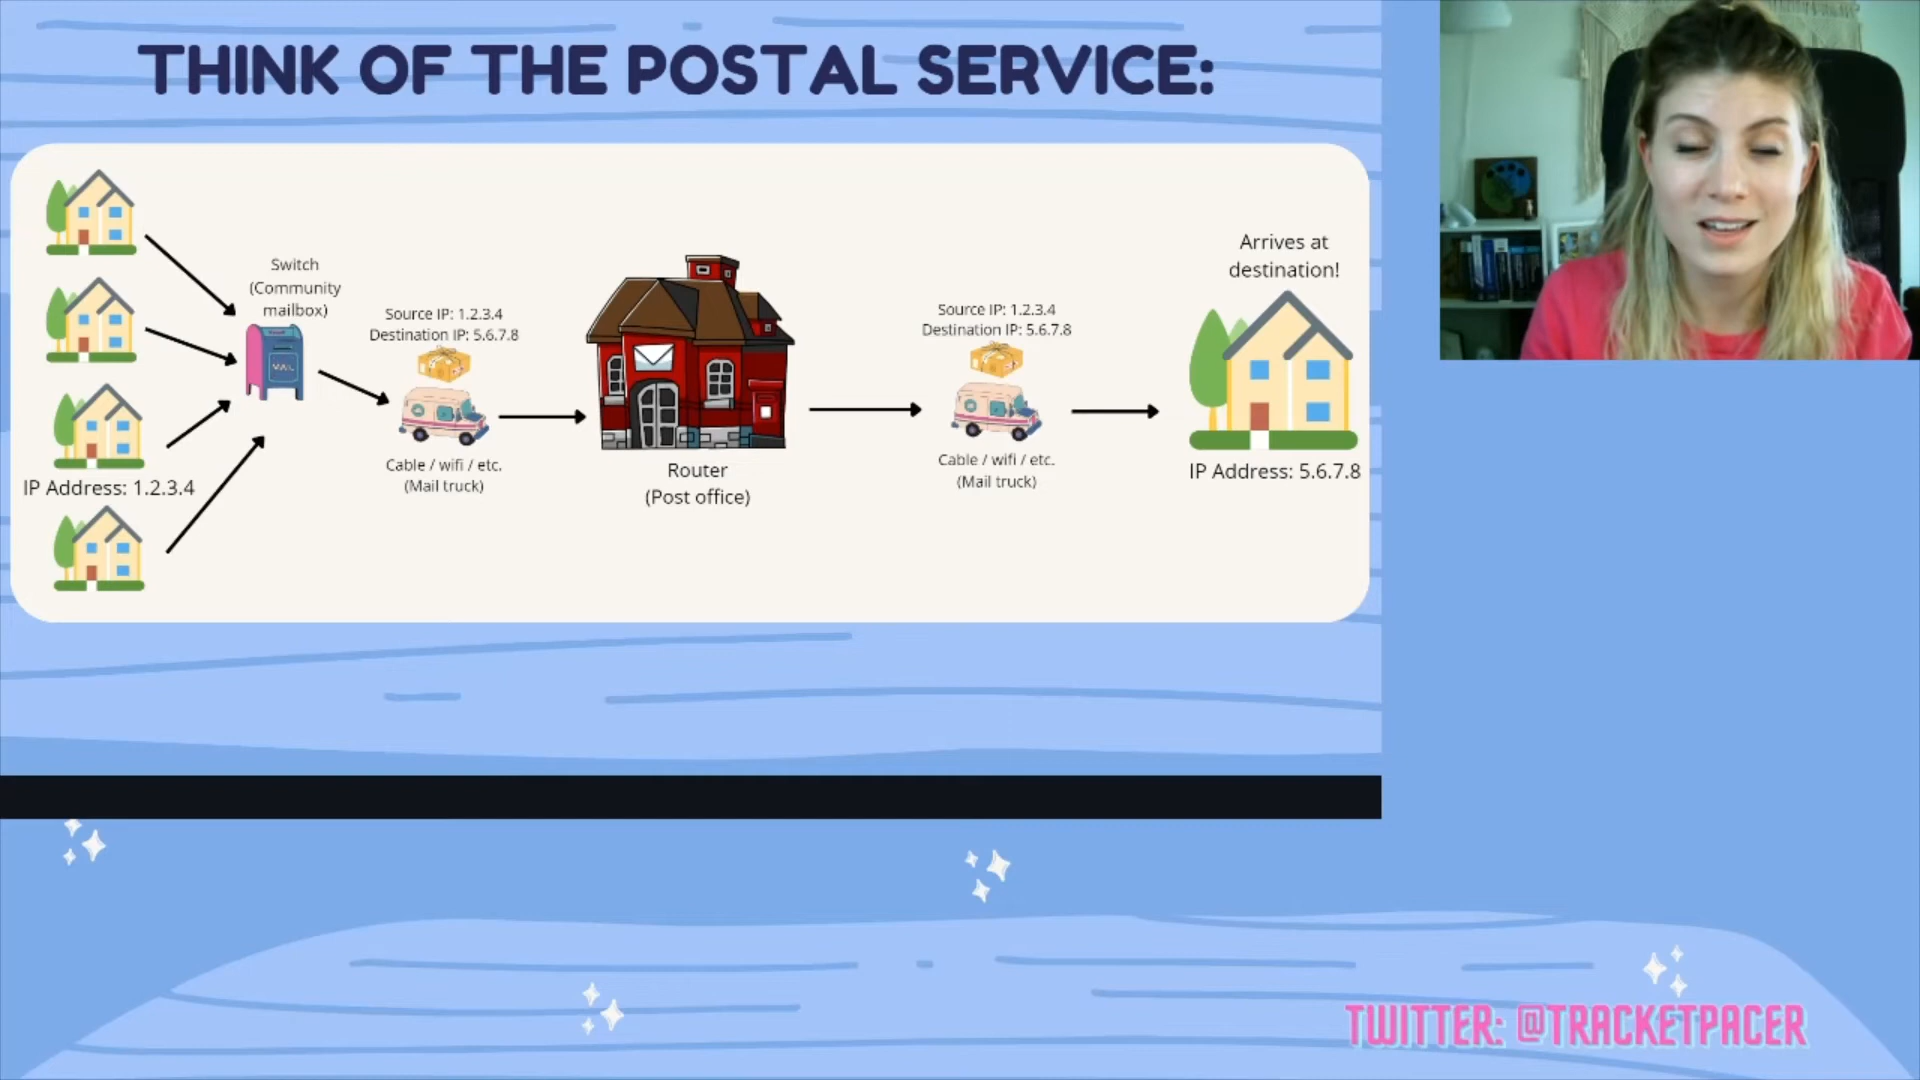 THINK OF THE POSTAL SERVICE:
Switch
(Community
mailbox)
MAIL
IP Address: 1.2.3.4
Source IP: 1.2.3.4
Destination IP: 5.6.7.8
Cable / wifi / etc.
(Mail truck)
Router
(Post office)
Source IP: 1.2.3.4
Destination IP: 5.6.7.8
Cable / wifi / etc.
(Mail truck)
Arrives at
destination!
IP Address: 5.6.7.8
TWITTER: @TRACKETPACER